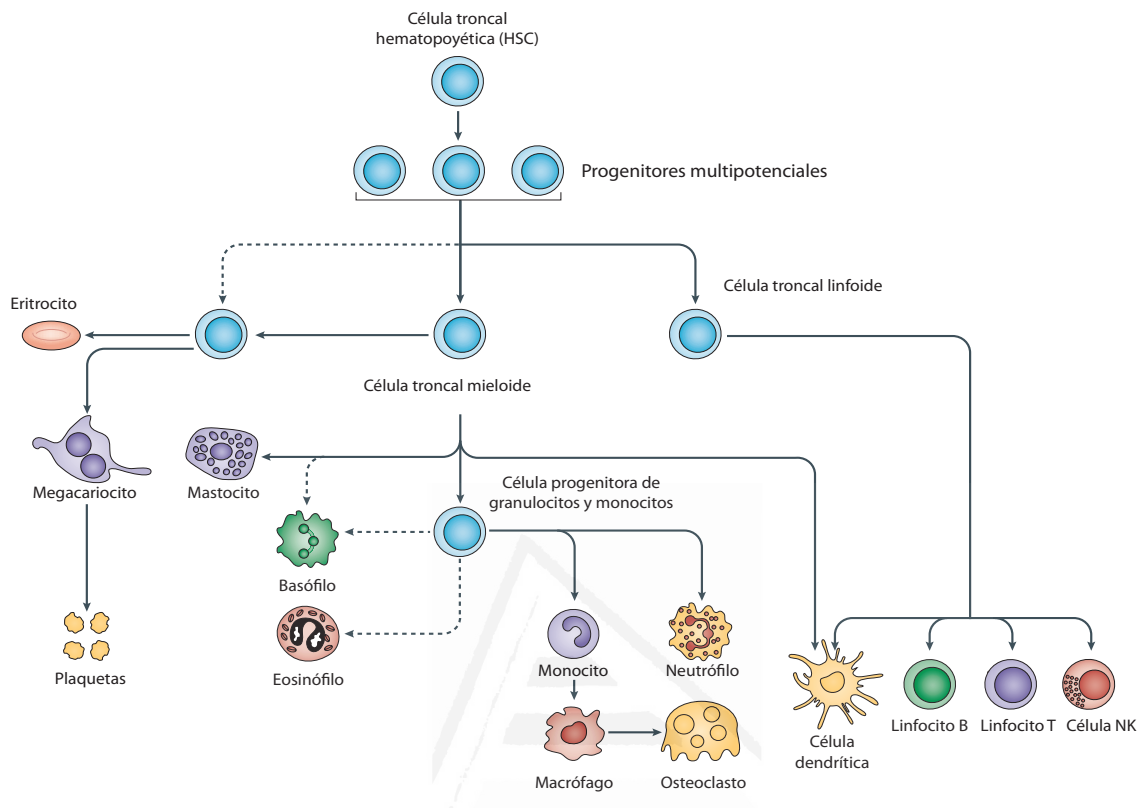 Célula troncal
hematopoyética (HSC)
Progenitores multipotenciales
Célula troncal linfoide
Eritrocito
Célula troncal mieloide
Megacariocito
Mastocito
Célula progenitora de
granulocitos y monocitos
Basófilo
Plaquetas
Eosinófilo
Monocito
Neutrófilo
Macrófago
Osteoclasto
Célula
dendrítica
Linfocito B
Linfocito T
Célula NK